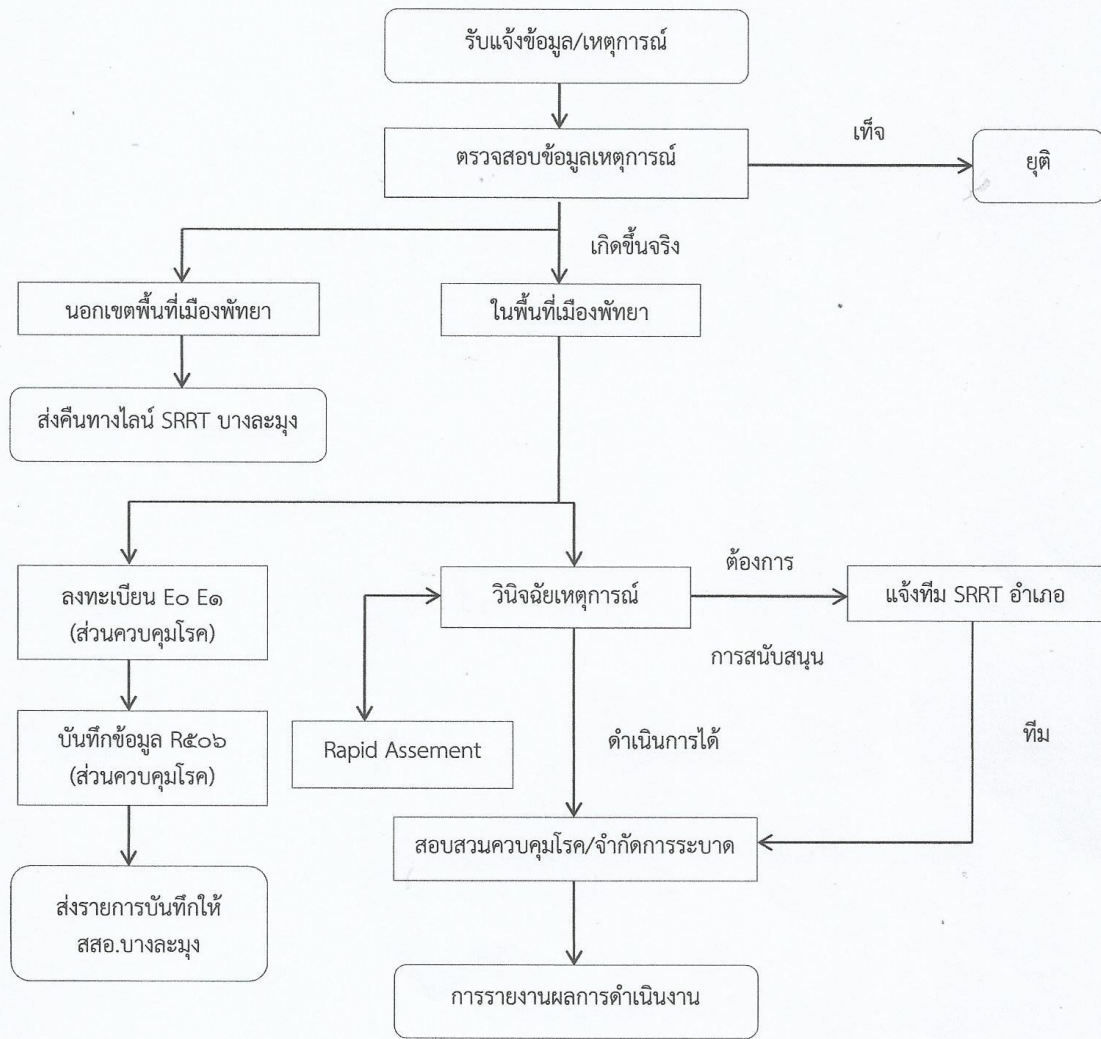 รับแจ้งข้อมูล/เหตุการณ์
ตรวจสอบข้อมูลเหตุการณ์
เท็จ
ยุติ
เกิดขึ้นจริง
นอกเขตพื้นที่เมืองพัทยา
ในพื้นที่เมืองพัทยา
ส่งคืนทางไลน์ SRRT บางละมุง
ลงทะเบียน E๐ E๑
(ส่วนควบคุมโรค)
วินิจฉัยเหตุการณ์
ต้องการ
การสนับสนุน
แจ้งทีม SRRT อำเภอ
บันทึกข้อมูล R๕๐๖
(ส่วนควบคุมโรค)
Rapid Assement
ดำเนินการได้
ทีม
สอบสวนควบคุมโรค/จำกัดการระบาด
ส่งรายการบันทึกให้
สสอ.บางละมุง
การรายงานผลการดำเนินงาน